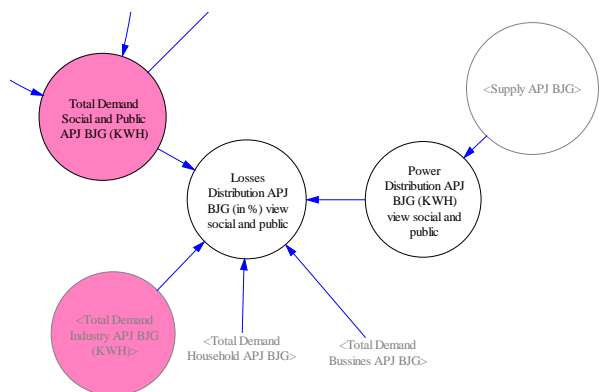 Total Demand
Social and Public
APJ BJG (KWH)
<Supply APJ BJG>
Losses
Distribution APJ
BJG (in %) view
social and public
Power
Distribution APJ
BJG (KWH)
view social and
public
<Total Demand
Industry APJ BJG
(KWH)>
<Total Demand
Household APJ BJG>
<Total Demand
Bussines APJ BJG>